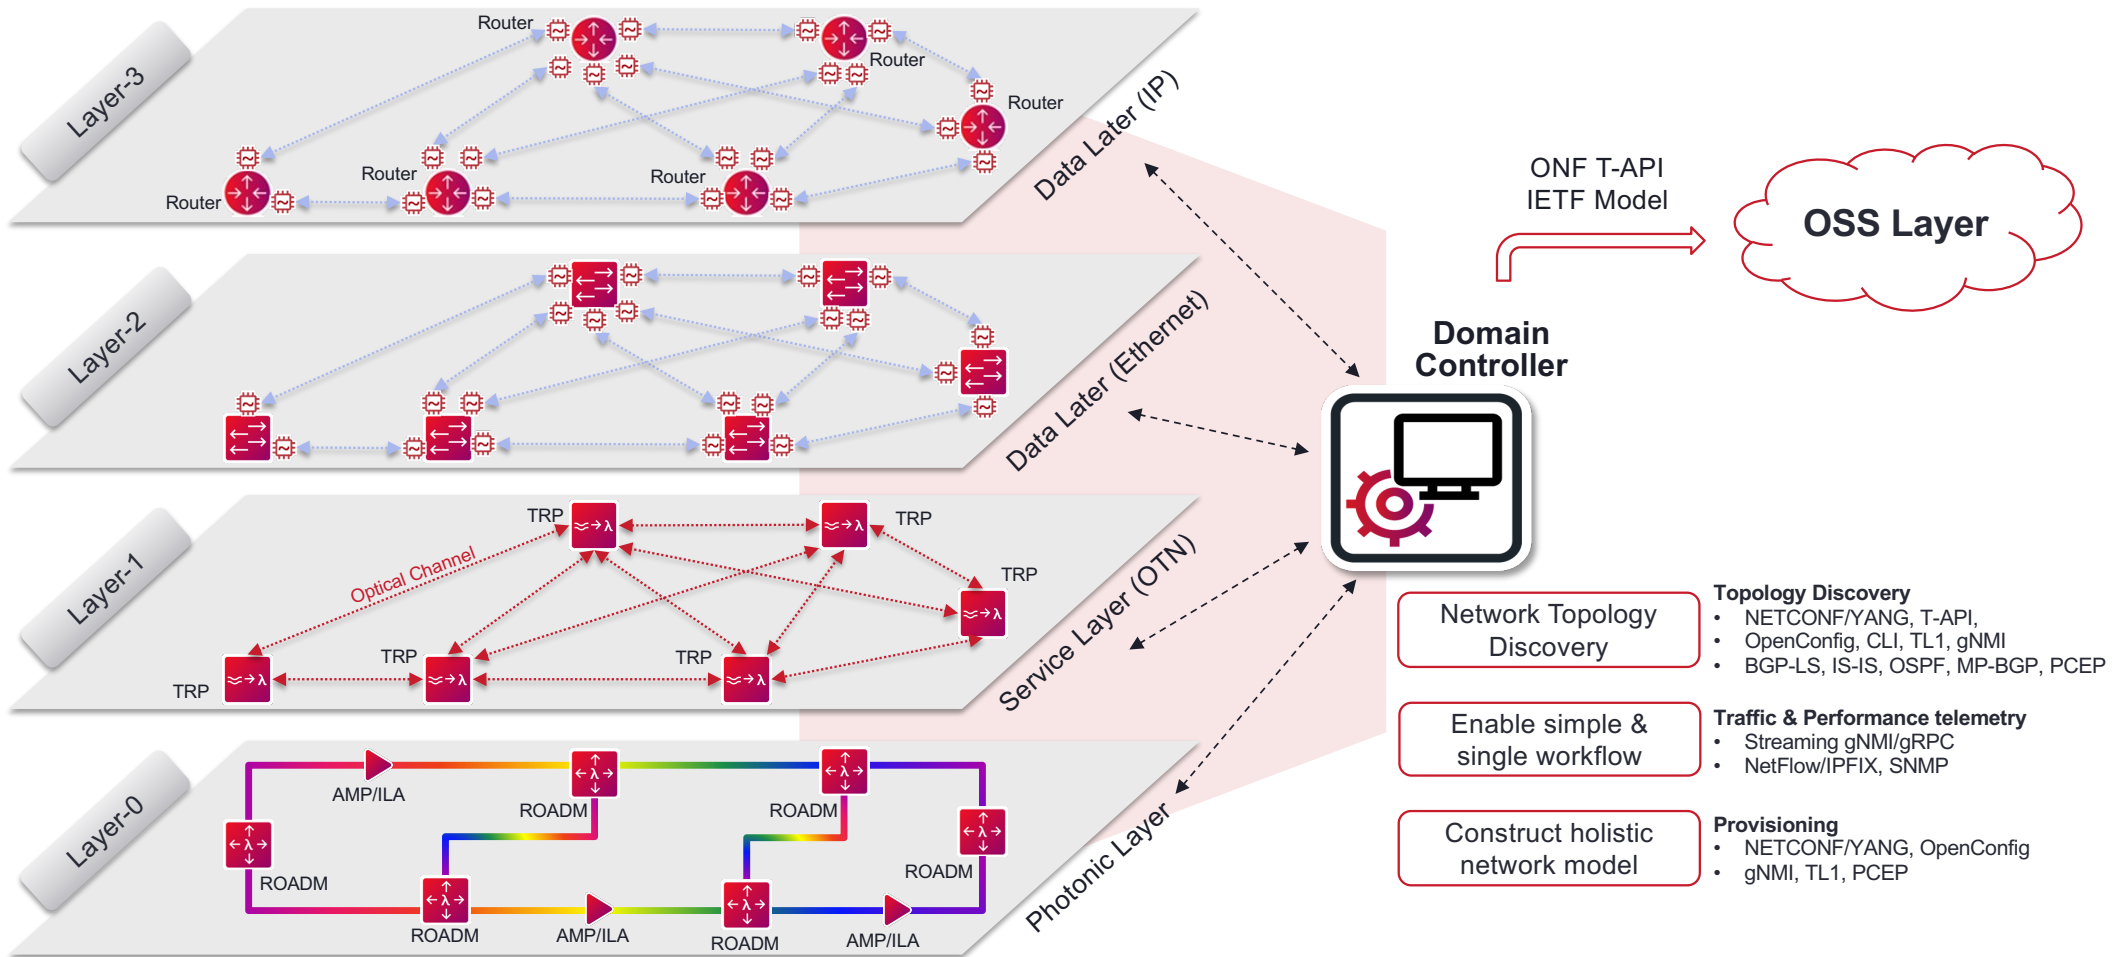 Layer-3
Router
Router
Router
Router
Router
Router
Data Later (IP)
Layer-2
Data Later (Ethernet)
Layer-1
TRP
TRP
TRP
TRP
TRP
TRP
Optical Channel
Service Layer (OTN)
Layer-0
AMP/ILA
ROADM
ROADM
ROADM
ROADM
ROADM
AMP/ILA
ROADM
AMP/ILA
Photonic Layer
ONF T-API
IETF Model
OSS Layer
Domain
Controller
Network Topology
Discovery
Topology Discovery
• NETCONF/YANG, T-API,
• OpenConfig, CLI, TL1, gNMI
• BGP-LS, IS-IS, OSPF, MP-BGP, PCEP
Enable simple &
single workflow
Traffic & Performance telemetry
• Streaming gNMI/gRPC
• NetFlow/IPFIX, SNMP
Construct holistic
network model
Provisioning
• NETCONF/YANG, OpenConfig
• gNMI, TL1, PCEP